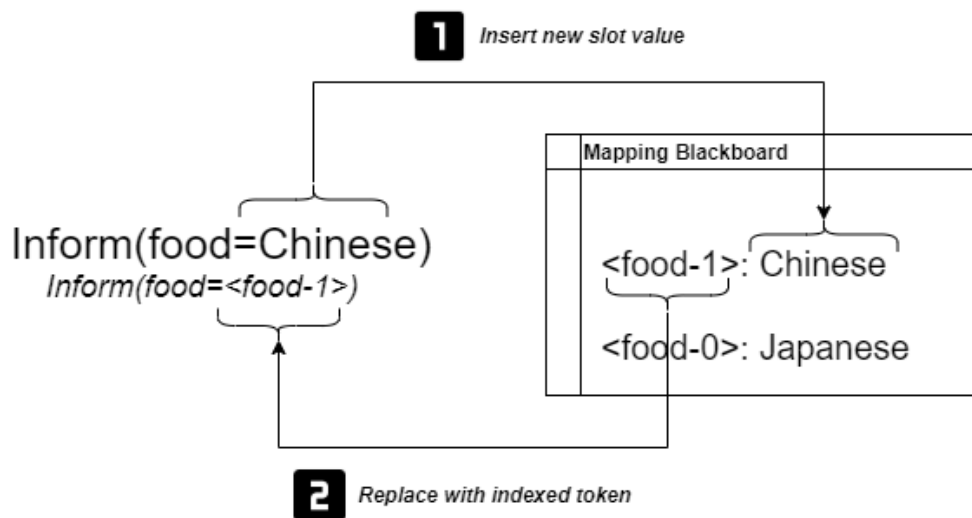 1 Insert new slot value
Mapping Blackboard
Inform(food=Chinese)
Inform(food=<food-1>)
<food-1>: Chinese
<food-0>: Japanese
2 Replace with indexed token